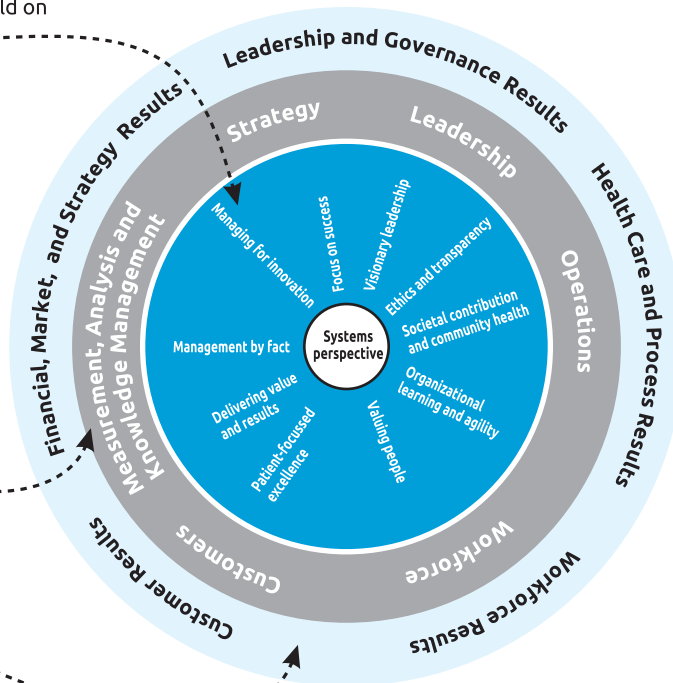 ld on
Leadership and Governance Results
Health Care and Process Results
Workforce Results
Customer Results
Financial, Market, and Strategy Results
Strategy
Leadership
Operations
Workforce
Customers
Measurement, Analysis and
Knowledge Management
Managing for innovation
Focus on success
Visionary leadership
Ethics and transparency
Societal contribution
and community health
Organizational
learning and agility
Valuing people
Patient-focussed
excellence
Delivering value
and results
Management by fact
Systems
perspective